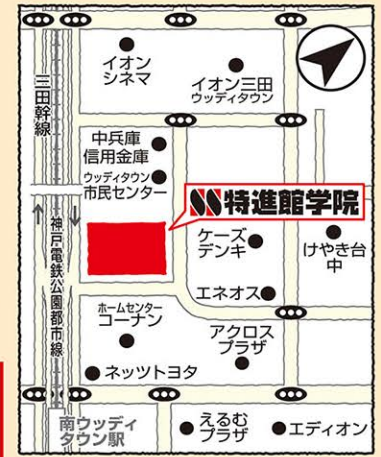 イオン
シネマ
イオン三田
ウッディタウン
三田幹線
中兵庫
信用金庫
ウッディタウン
市民センター
特進館学院
神戸電鉄公園都市線
ケーズ
デンキ
けやき台
中
エネオス
ホームセンター
コーナン
アクロス
プラザ
ネッツトヨタ
南ウッディ
タウン駅
えるむ
プラザ
エディオン